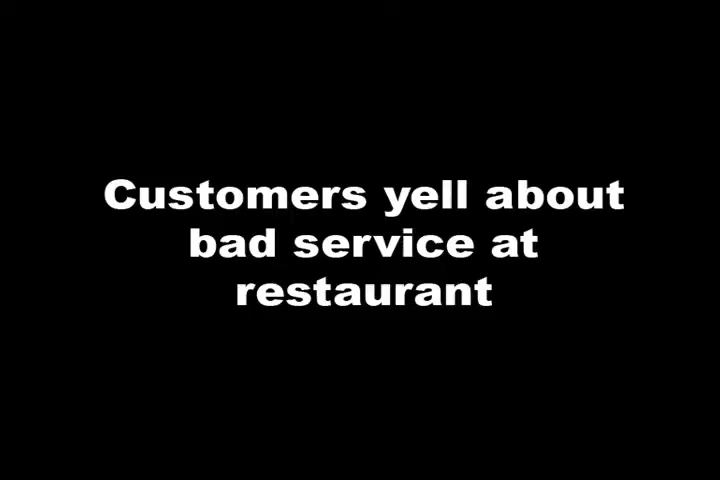 Customers yell about
bad service at
restaurant